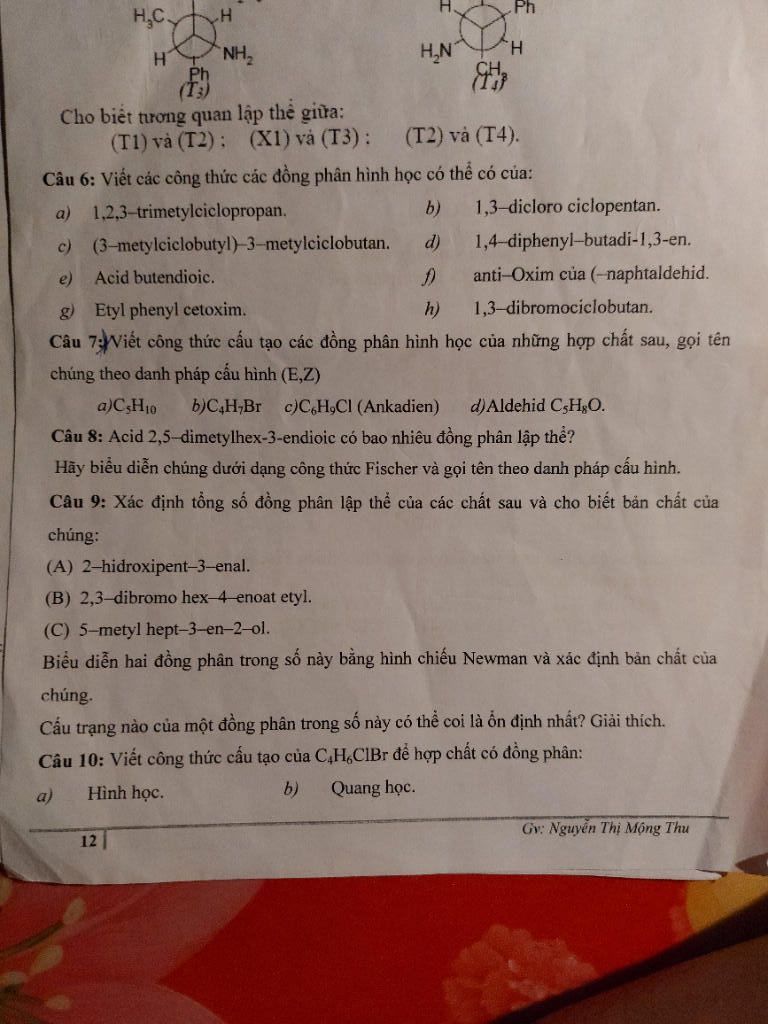 H₃C H H Ph
H NH₂ H₂N H
Ph CH₃
(T₃) (T₄)
Cho biết tương quan lập thể giữa:
(T1) và (T2) ; (X1) và (T3) ; (T2) và (T4).
Câu 6: Viết các công thức các đồng phân hình học có thể có của:
a) 1,2,3–trimetylciclopropan. b) 1,3–dicloro ciclopentan.
c) (3–metylciclobutyl)–3–metylciclobutan. d) 1,4–diphenyl–butadi-1,3-en.
e) Acid butendioic. f) anti–Oxim của (–naphtaldehid.
g) Etyl phenyl cetoxim. h) 1,3–dibromociclobutan.
Câu 7: Viết công thức cấu tạo các đồng phân hình học của những hợp chất sau, gọi tên
chúng theo danh pháp cấu hình (E,Z)
a)C₅H₁₀ b)C₄H₇Br c)C₆H₉Cl (Ankadien) d)Aldehid C₅H₈O.
Câu 8: Acid 2,5–dimetylhex-3-endioic có bao nhiêu đồng phân lập thể?
Hãy biểu diễn chúng dưới dạng công thức Fischer và gọi tên theo danh pháp cấu hình.
Câu 9: Xác định tổng số đồng phân lập thể của các chất sau và cho biết bản chất của
chúng:
(A) 2–hidroxipent–3–enal.
(B) 2,3–dibromo hex–4–enoat etyl.
(C) 5–metyl hept–3–en–2–ol.
Biểu diễn hai đồng phân trong số này bằng hình chiếu Newman và xác định bản chất của
chúng.
Cấu trạng nào của một đồng phân trong số này có thể coi là ổn định nhất? Giải thích.
Câu 10: Viết công thức cấu tạo của C₄H₆ClBr để hợp chất có đồng phân:
a) Hình học. b) Quang học.
12 | Gv: Nguyễn Thị Mộng Thu